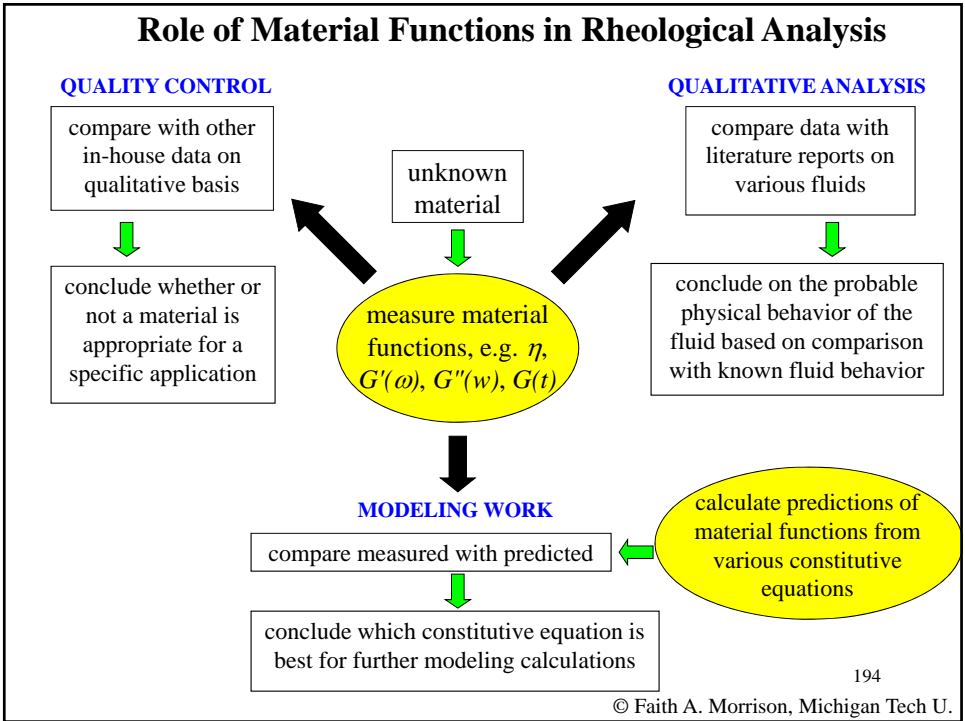 Role of Material Functions in Rheological Analysis
QUALITY CONTROL
compare with other
in-house data on
qualitative basis
conclude whether or
not a material is
appropriate for a
specific application
unknown
material
measure material
functions, e.g. η,
G'(ω), G"(w), G(t)
QUALITATIVE ANALYSIS
compare data with
literature reports on
various fluids
conclude on the probable
physical behavior of the
fluid based on comparison
with known fluid behavior
MODELING WORK
compare measured with predicted
calculate predictions of
material functions from
various constitutive
equations
conclude which constitutive equation is
best for further modeling calculations
194
© Faith A. Morrison, Michigan Tech U.